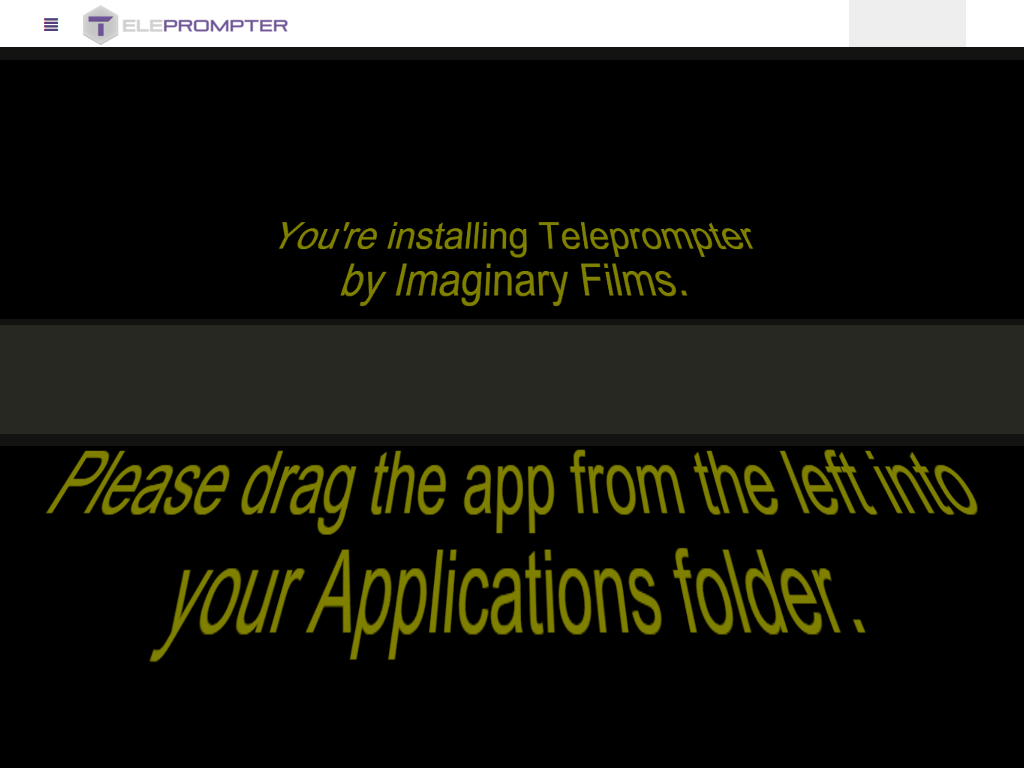 TELEPROMPTER
You're installing Teleprompter
by Imaginary Films.
Please drag the app from the left into
your Applications folder.